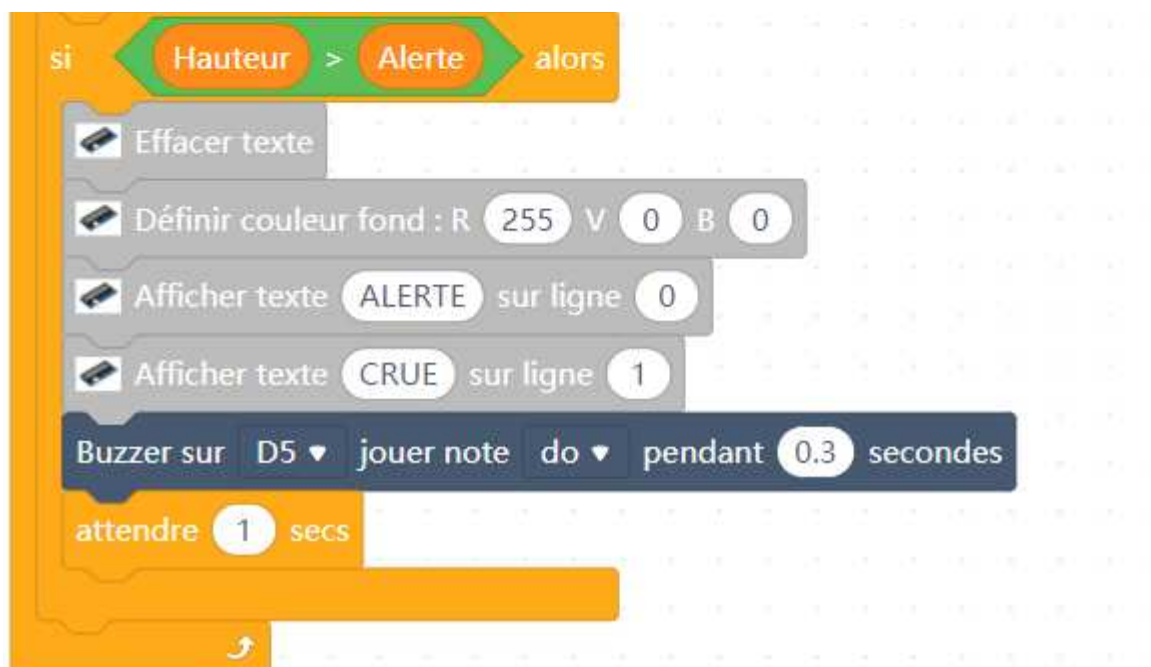 si Hauteur > Alerte alors
Effacer texte
Définir couleur fond : R 255 V 0 B 0
Afficher texte ALERTE sur ligne 0
Afficher texte CRUE sur ligne 1
Buzzer sur D5 jouer note do pendant 0.3 secondes
attendre 1 secs